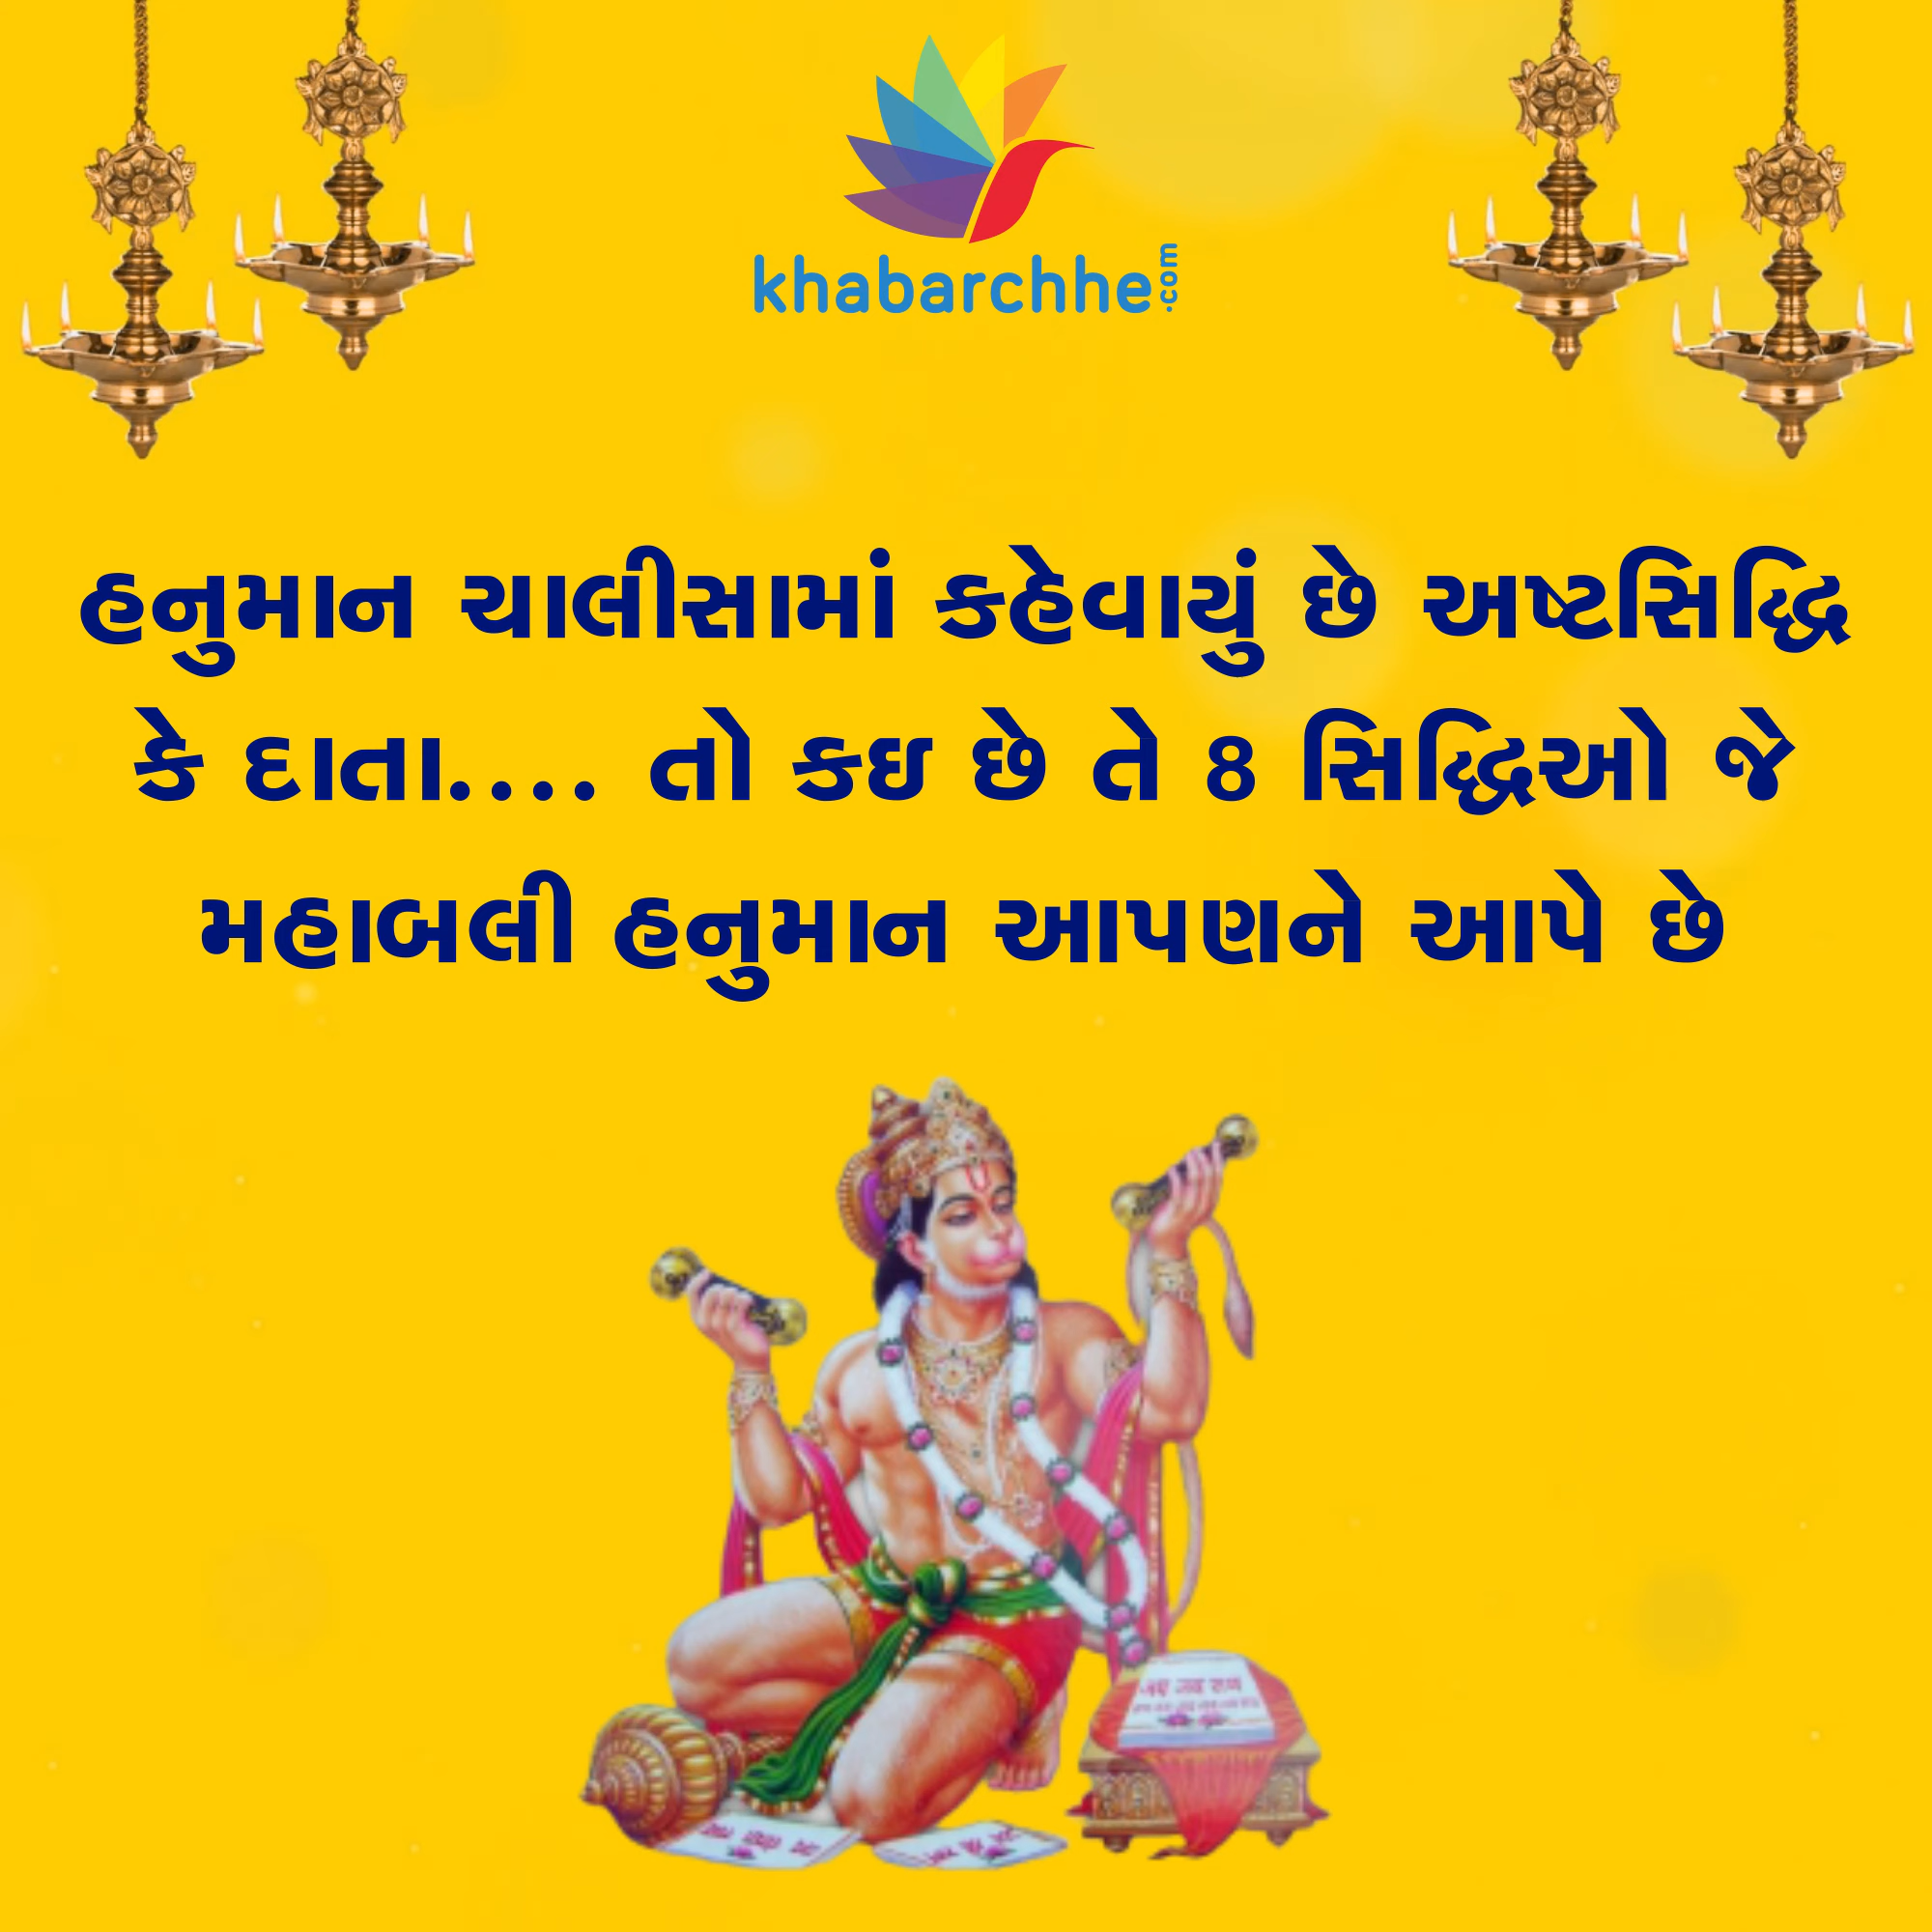 khabarchhe.com
હનુમાન ચાલીસામાં કહેવાયું છે અષ્ટસિદ્ધિ
કે દાતા.... તો કઇ છે તે 8 સિદ્ધિઓ જે
મહાબલી હનુમાન આપણને આપે છે